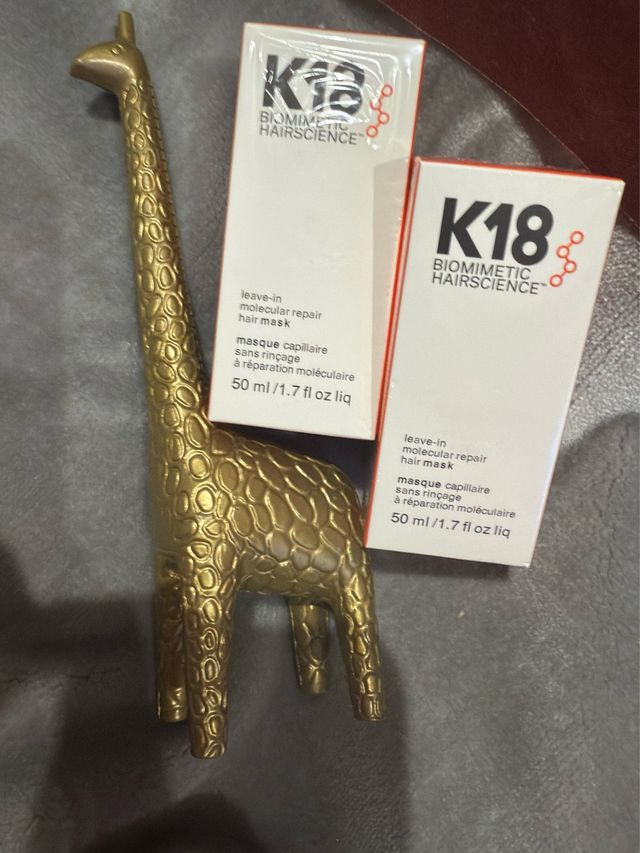 K18
BIOMIMETIC
HAIRSCIENCE™
leave-in
molecular repair
hair mask
masque capillaire
sans rinçage
à réparation moléculaire
50 ml/1.7 fl oz liq
K18
BIOMIMETIC
HAIRSCIENCE™
leave-in
molecular repair
hair mask
masque capillaire
sans rinçage
à réparation moléculaire
50 ml/1.7 fl oz liq